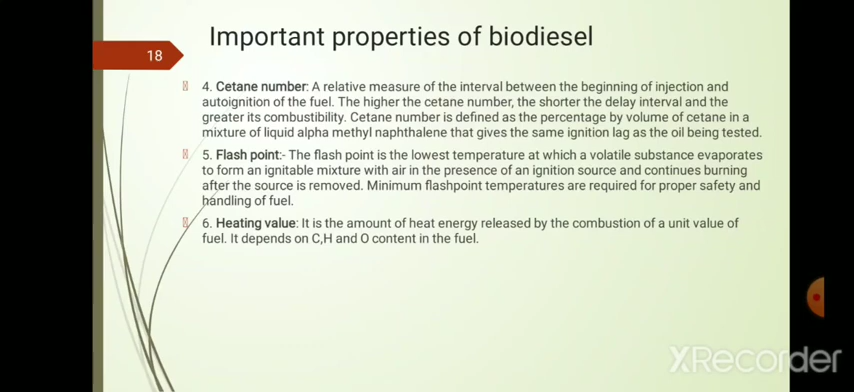 Important properties of biodiesel
18
4. Cetane number: A relative measure of the interval between the beginning of injection and
autoignition of the fuel. The higher the cetane number, the shorter the delay interval and the
greater its combustibility. Cetane number is defined as the percentage by volume of cetane in a
mixture of liquid alpha methyl naphthalene that gives the same ignition lag as the oil being tested.
5. Flash point:- The flash point is the lowest temperature at which a volatile substance evaporates
to form an ignitable mixture with air in the presence of an ignition source and continues burning
after the source is removed. Minimum flashpoint temperatures are required for proper safety and
handling of fuel.
6. Heating value: It is the amount of heat energy released by the combustion of a unit value of
fuel. It depends on C,H and O content in the fuel.
XRecorder